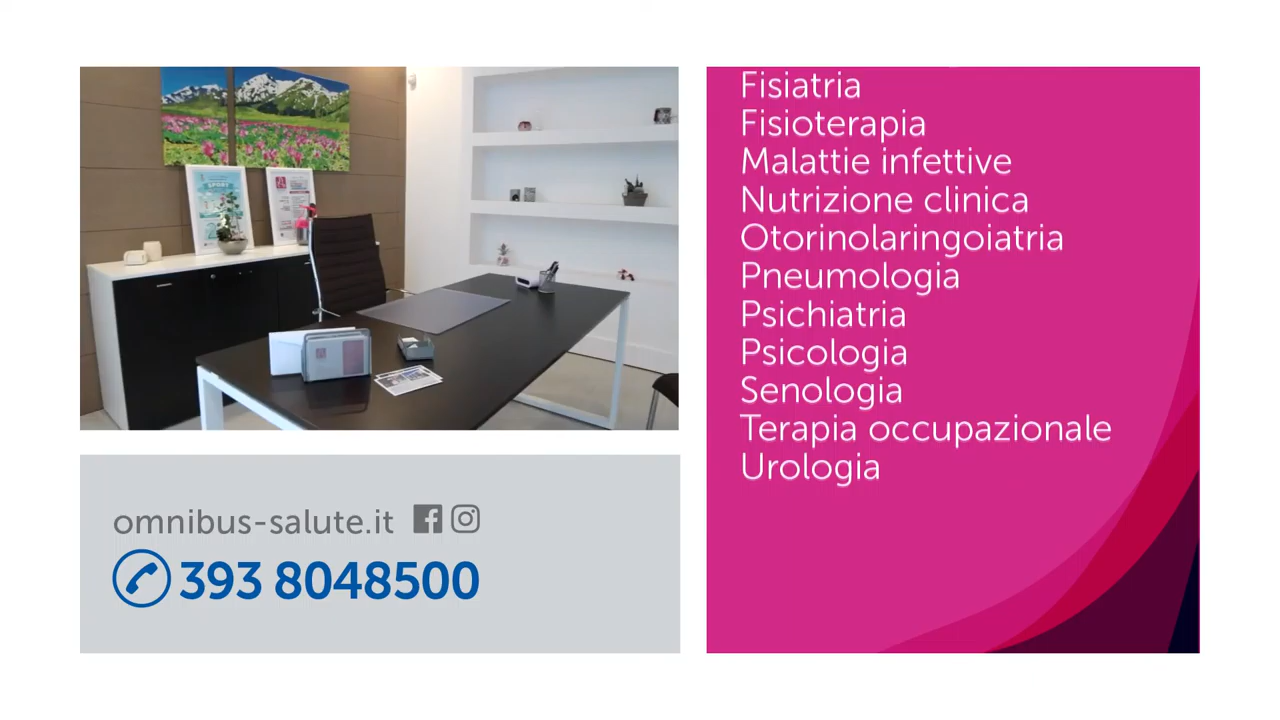 SPORT
Fisiatria
Fisioterapia
Malattie infettive
Nutrizione clinica
Otorinolaringoiatria
Pneumologia
Psichiatria
Psicologia
Senologia
Terapia occupazionale
Urologia
omnibus-salute.it
393 8048500